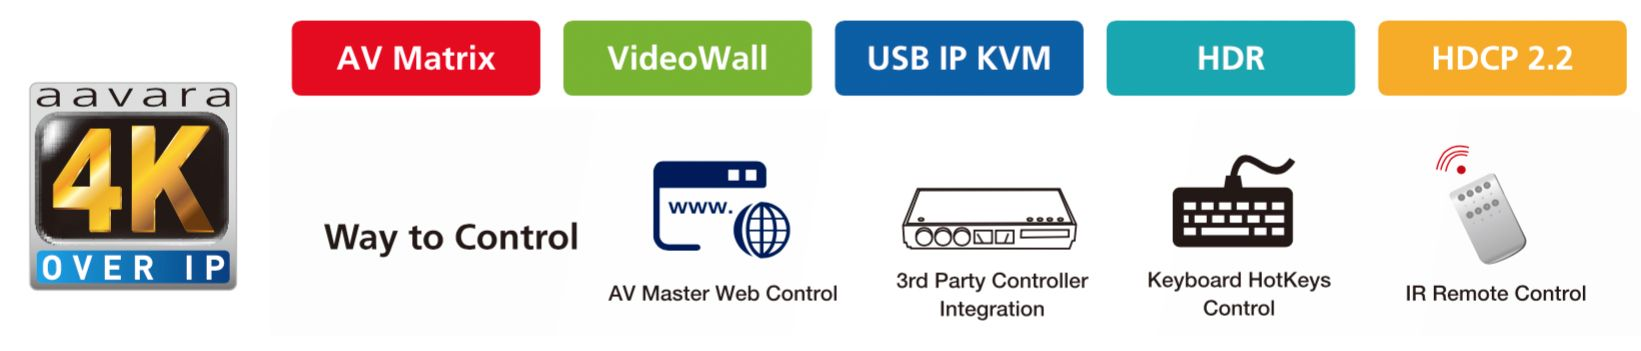 aavara
4K
OVER IP
AV Matrix
VideoWall
USB IP KVM
HDR
HDCP 2.2
Way to Control
www.
AV Master Web Control
3rd Party Controller
Integration
Keyboard HotKeys
Control
IR Remote Control